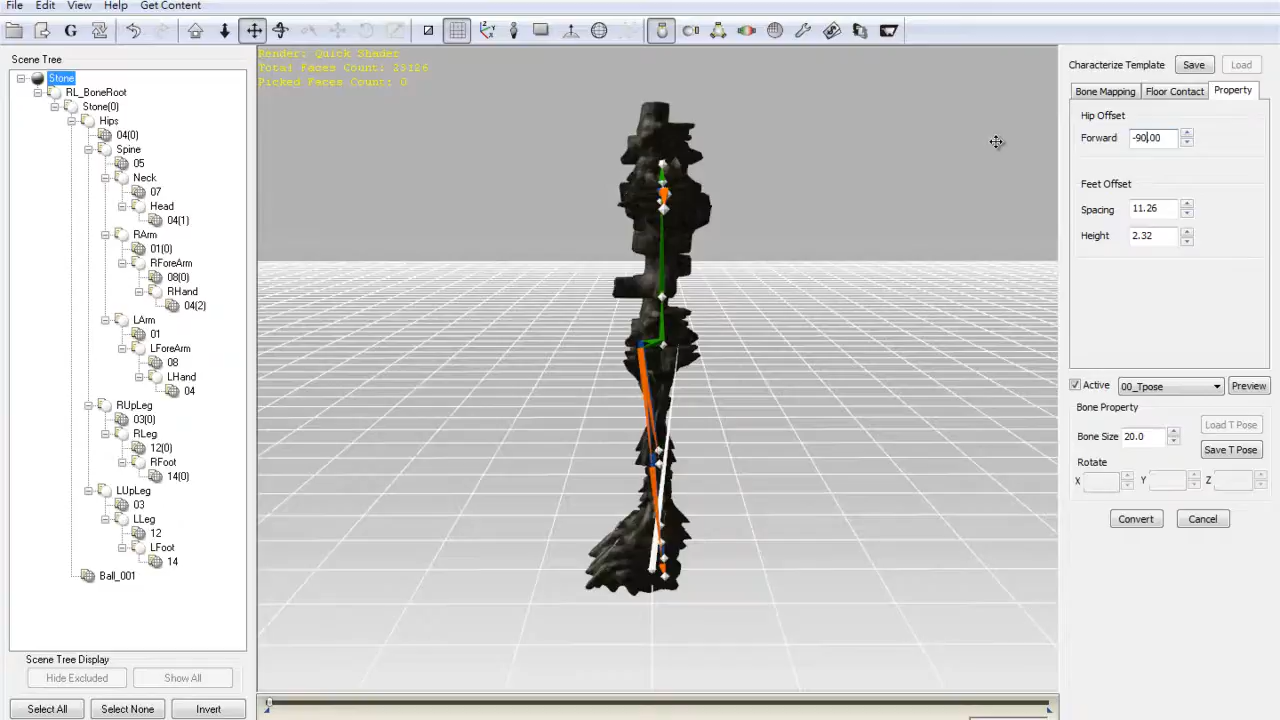 File Edit View Help Get Content
G
Scene Tree
Stone
RL_BoneRoot
Stone(0)
Hips
04(0)
Spine
05
Neck
07
Head
04(1)
RArm
01(0)
RForeArm
08(0)
RHand
04(2)
LArm
01
LForeArm
08
LHand
04
RUpLeg
03(0)
RLeg
12(0)
RFoot
14(0)
LUpLeg
03
LLeg
12
LFoot
14
Ball_001
Scene Tree Display
Hide Excluded Show All
Select All Select None Invert
Render: Quick Shader
Total Faces Count: 23126
Picked Faces Count: 0
Characterize Template Save Load
Bone Mapping Floor Contact Property
Hip Offset
Forward -90.00
Feet Offset
Spacing 11.26
Height 2.32
Active 00_Tpose Preview
Bone Property
Load T Pose
Bone Size 20.0
Save T Pose
Rotate
X Y Z
Convert Cancel